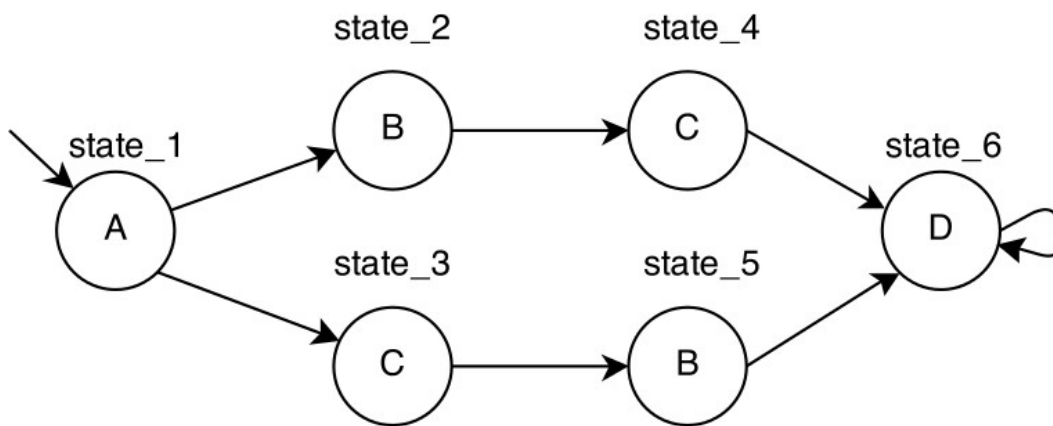 state_2
state_4
B
C
state_1
state_6
A
D
state_3
state_5
C
B